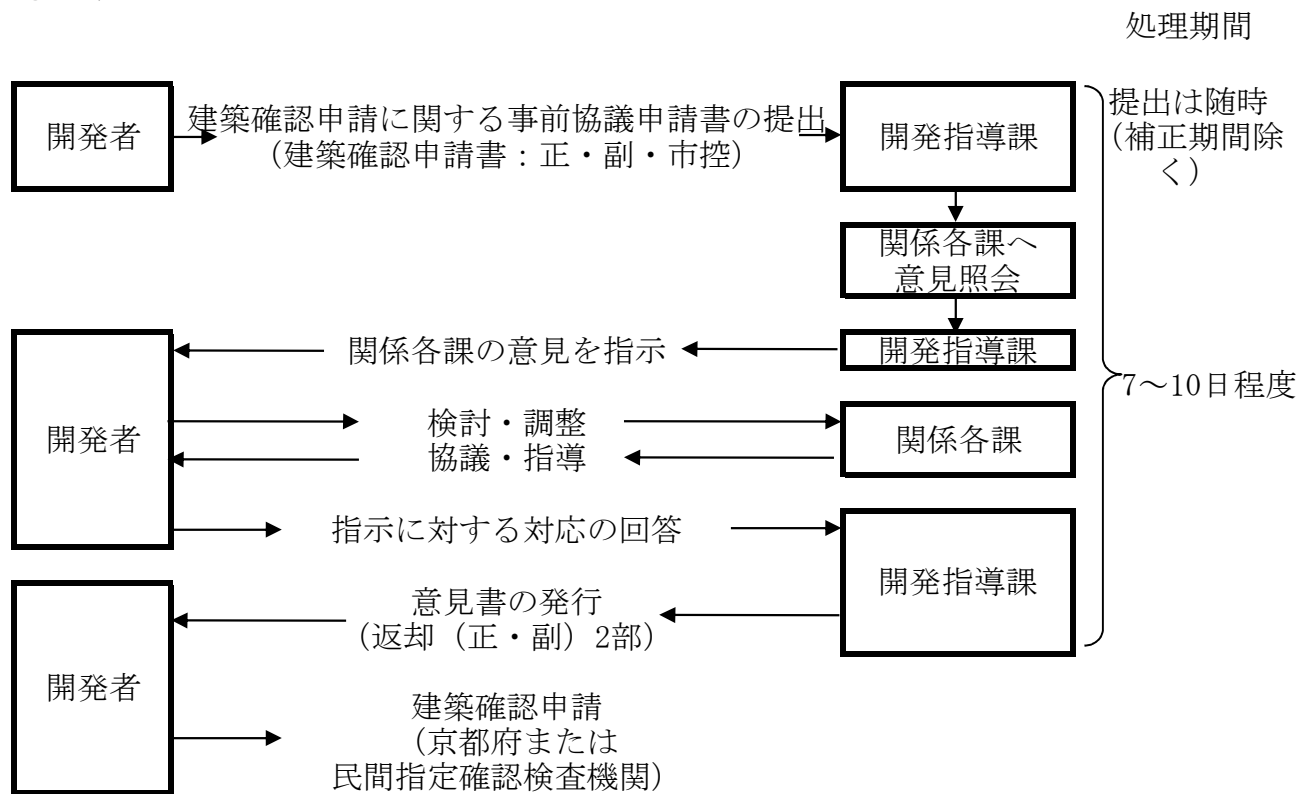 処理期間
開発者
建築確認申請に関する事前協議申請書の提出
（建築確認申請書：正・副・市控）
開発指導課
提出は随時
（補正期間除
く）
関係各課へ
意見照会
関係各課の意見を指示
開発指導課
7～10日程度
開発者
検討・調整
協議・指導
関係各課
指示に対する対応の回答
開発指導課
意見書の発行
（返却（正・副）2部）
開発者
建築確認申請
（京都府または
民間指定確認検査機関）